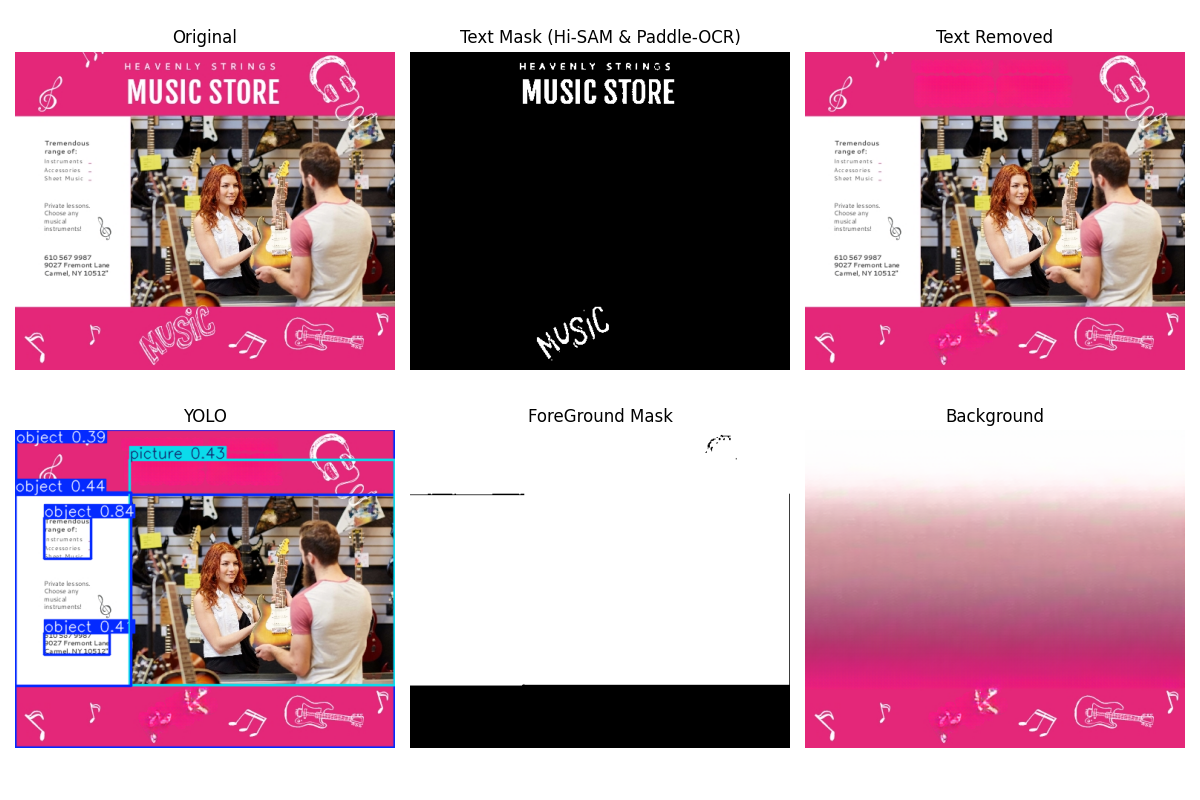 Original
HEAVENLY STRINGS
MUSIC STORE
Tremendous
range of:
Instruments
Accessories
Sheet Music
Private lessons.
Choose any
musical
instruments!
610 567 9987
9027 Fremont Lane
Carmel, NY 10512"
MUSIC
Text Mask (Hi-SAM & Paddle-OCR)
HEAVENLY STRINGS
MUSIC STORE
MUSIC
Text Removed
Tremendous
range of:
Instruments
Accessories
Sheet Music
Private lessons.
Choose any
musical
instruments!
610 567 9987
9027 Fremont Lane
Carmel, NY 10512"
YOLO
object 0.39
picture 0.43
object 0.44
object 0.84
Tremendous
range of:
Instruments
Accessories
Sheet Music
Private lessons.
Choose any
musical
instruments!
object 0.41
610 567 9987
9027 Fremont Lane
Carmel, NY 10512"
ForeGround Mask
Background